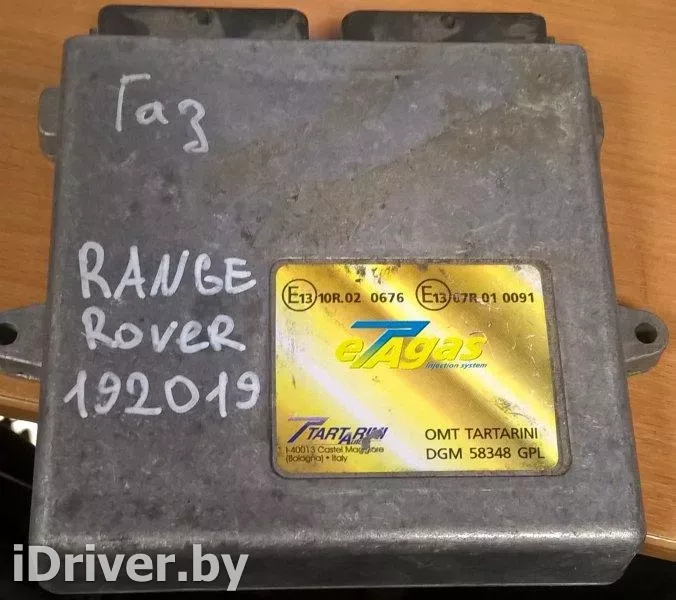 Газ
RANGE
ROVER
192019
E13 10R.02 0676 E13 67R.01 0091
eTAgas
injection system
TARTARINI
AUTO
I-40013 Castel Maggiore
(Bologna) • Italy
OMT TARTARINI
DGM 58348 GPL
iDriver.by